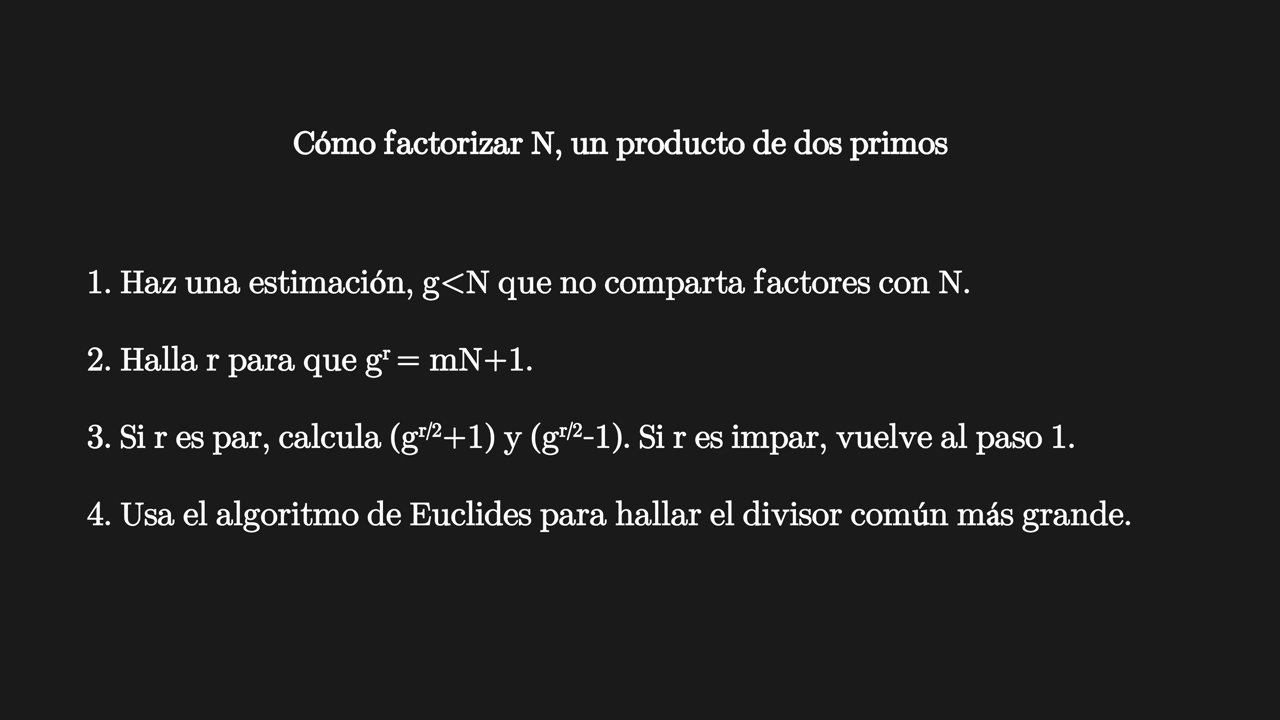 Cómo factorizar N, un producto de dos primos
1. Haz una estimación, g<N que no comparta factores con N.
2. Halla r para que gʳ = mN+1.
3. Si r es par, calcula (g^r/2+1) y (g^r/2-1). Si r es impar, vuelve al paso 1.
4. Usa el algoritmo de Euclides para hallar el divisor común más grande.